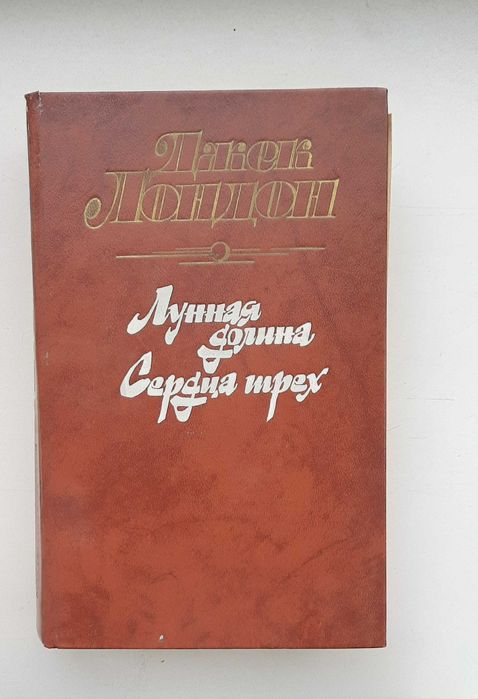 Джек
Лондон
Лунная
долина
Сердца трех